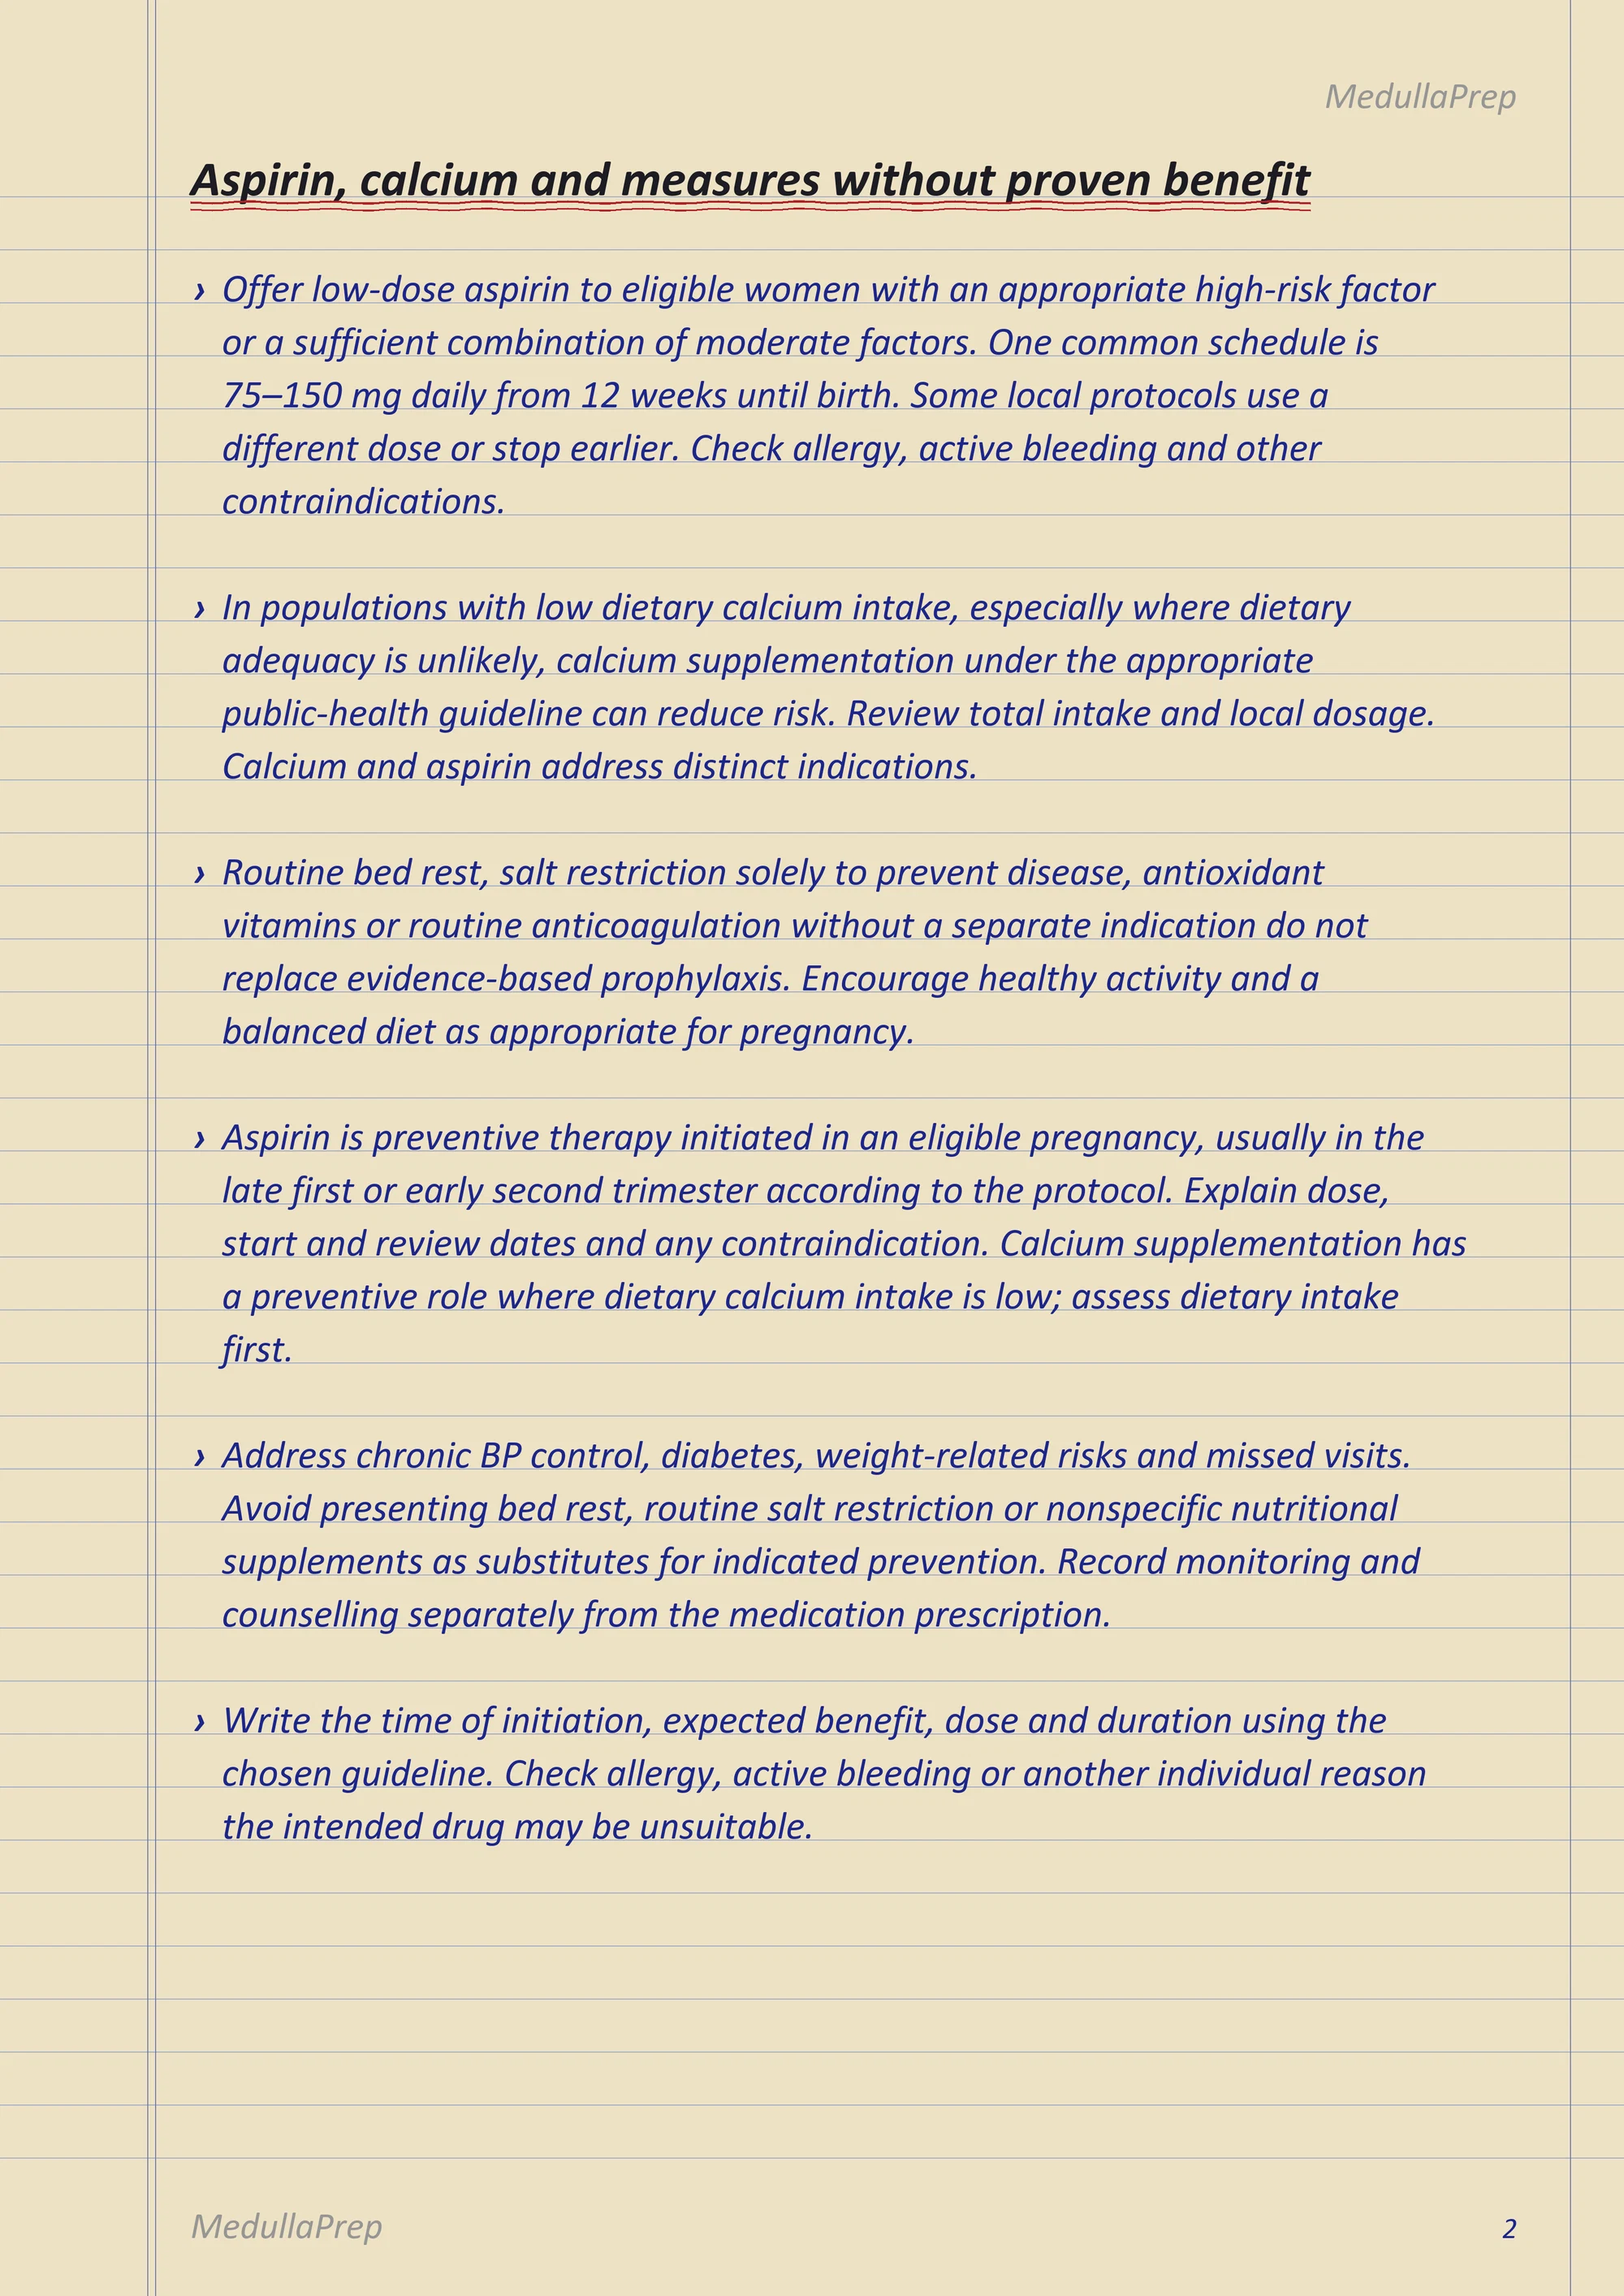 MedullaPrep
Aspirin, calcium and measures without proven benefit
› Offer low-dose aspirin to eligible women with an appropriate high-risk factor
or a sufficient combination of moderate factors. One common schedule is
75–150 mg daily from 12 weeks until birth. Some local protocols use a
different dose or stop earlier. Check allergy, active bleeding and other
contraindications.
› In populations with low dietary calcium intake, especially where dietary
adequacy is unlikely, calcium supplementation under the appropriate
public-health guideline can reduce risk. Review total intake and local dosage.
Calcium and aspirin address distinct indications.
› Routine bed rest, salt restriction solely to prevent disease, antioxidant
vitamins or routine anticoagulation without a separate indication do not
replace evidence-based prophylaxis. Encourage healthy activity and a
balanced diet as appropriate for pregnancy.
› Aspirin is preventive therapy initiated in an eligible pregnancy, usually in the
late first or early second trimester according to the protocol. Explain dose,
start and review dates and any contraindication. Calcium supplementation has
a preventive role where dietary calcium intake is low; assess dietary intake
first.
› Address chronic BP control, diabetes, weight-related risks and missed visits.
Avoid presenting bed rest, routine salt restriction or nonspecific nutritional
supplements as substitutes for indicated prevention. Record monitoring and
counselling separately from the medication prescription.
› Write the time of initiation, expected benefit, dose and duration using the
chosen guideline. Check allergy, active bleeding or another individual reason
the intended drug may be unsuitable.
MedullaPrep
2